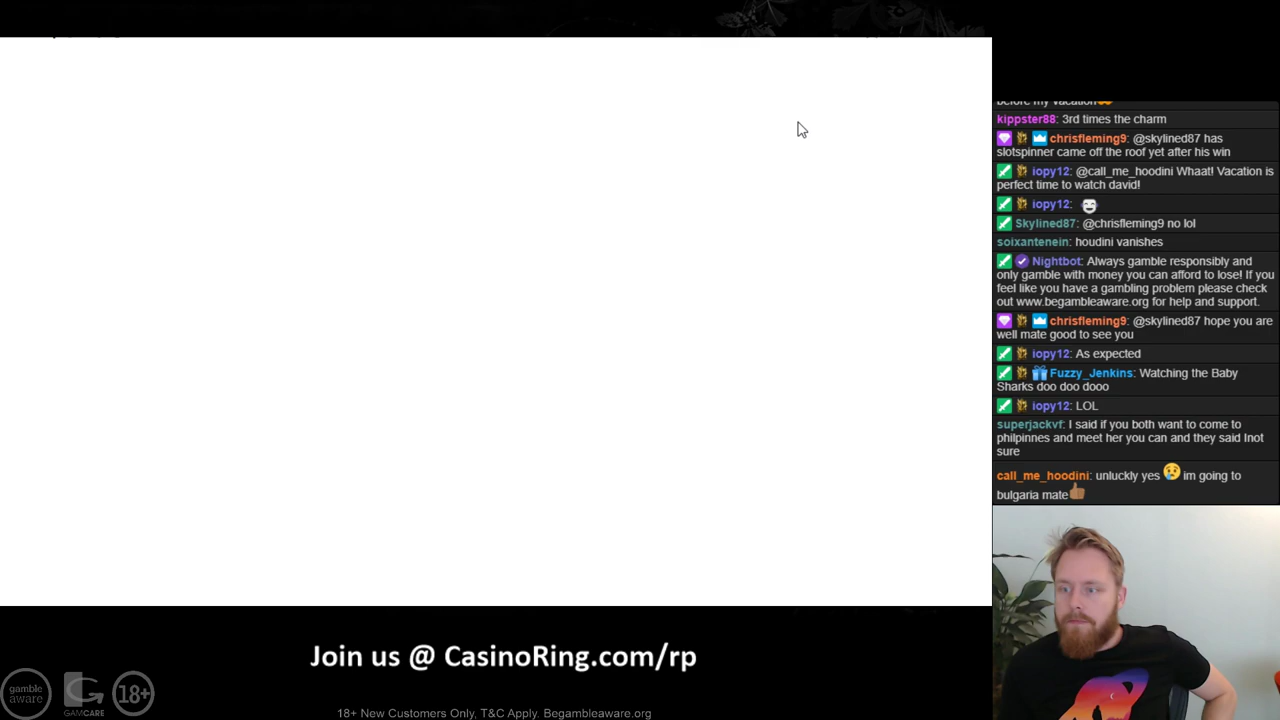 before my vacation
kippster88: 3rd times the charm
chrisfleming9: @skylined87 has
slotspinner came off the roof yet after his win
iopy12: @call_me_hoodini Whaat! Vacation is
perfect time to watch david!
iopy12:
Skylined87: @chrisfleming9 no lol
soixantenein: houdini vanishes
Nightbot: Always gamble responsibly and
only gamble with money you can afford to lose! If you
feel like you have a gambling problem please check
out www.begambleaware.org for help and support.
chrisfleming9: @skylined87 hope you are
well mate good to see you
iopy12: As expected
Fuzzy_Jenkins: Watching the Baby
Sharks doo doo dooo
iopy12: LOL
superjackvf: I said if you both want to come to
philpinnes and meet her you can and they said Inot
sure
call_me_hoodini: unluckly yes 😢 im going to
bulgaria mate👍🏾
Join us @ CasinoRing.com/rp
gamble
aware
GAMCARE
18+
18+ New Customers Only, T&C Apply. Begambleaware.org